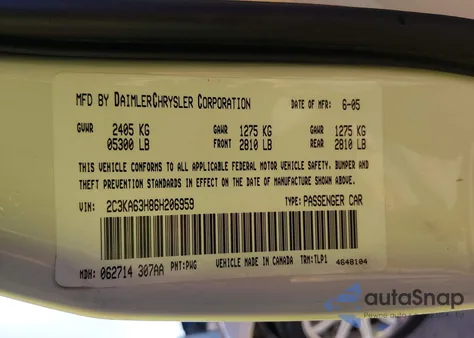 MFD BY DAIMLERCHRYSLER CORPORATION DATE OF MFR: 6-05
GVWR 2405 KG GAWR 1275 KG GAWR 1275 KG
05300 LB FRONT 2810 LB REAR 2810 LB
THIS VEHICLE CONFORMS TO ALL APPLICABLE FEDERAL MOTOR VEHICLE SAFETY, BUMPER AND
THEFT PREVENTION STANDARDS IN EFFECT ON THE DATE OF MANUFACTURE SHOWN ABOVE.
VIN: 2C3KA63H86H206959 TYPE: PASSENGER CAR
MDH: 062714 307AA PNT: PWG VEHICLE MADE IN CANADA TRM: TLP1 4648104
autoSnap